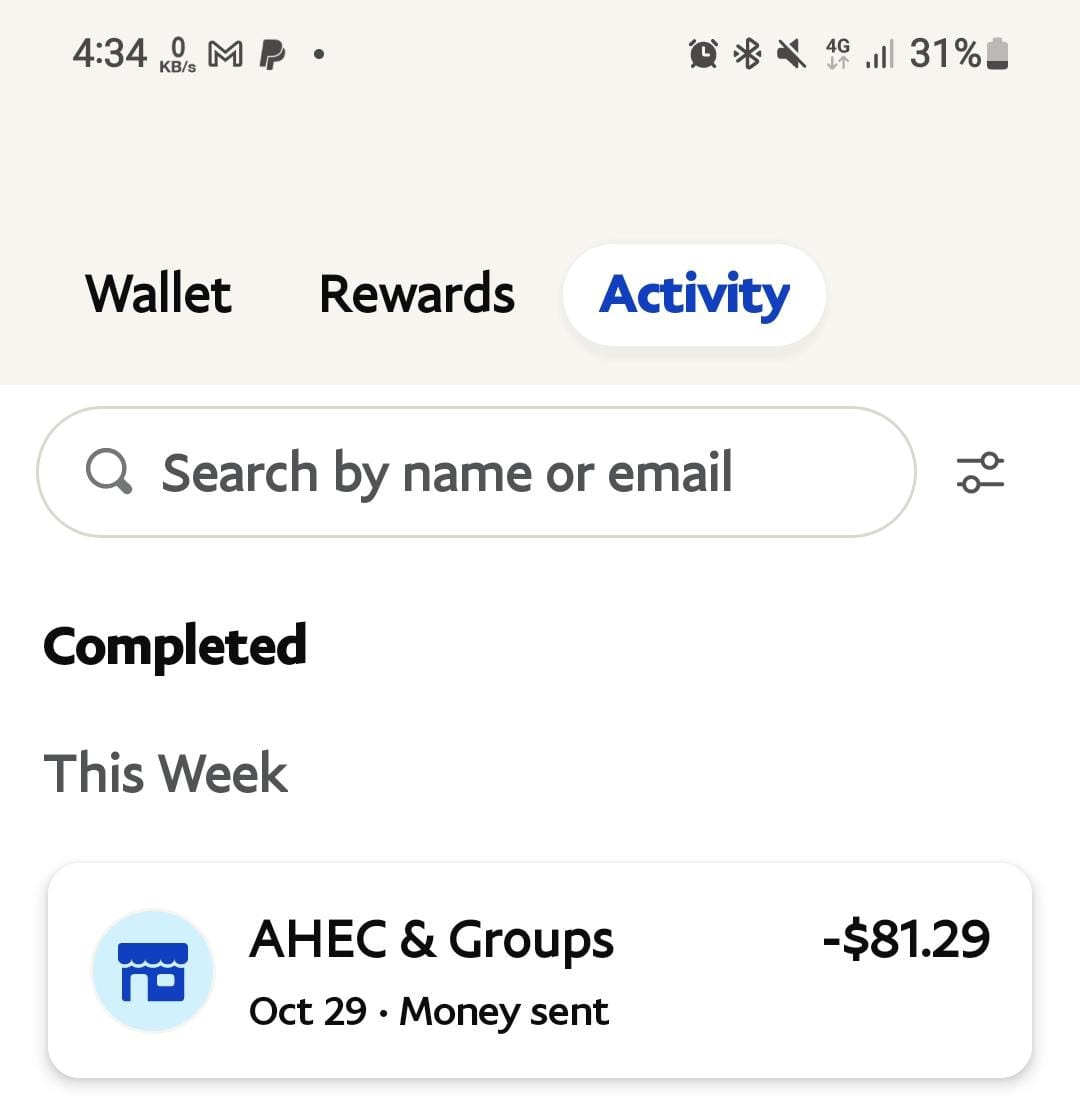 4:34 0 KB/s 4G 31%
Wallet Rewards Activity
Search by name or email
Completed
This Week
AHEC & Groups -$81.29
Oct 29 · Money sent